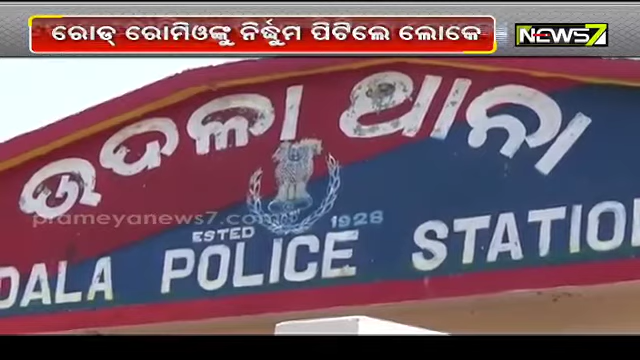 ରୋଡ୍ ରୋମିଓଙ୍କୁ ନିର୍ଦ୍ଧୁମ ପିଟିଲେ ଲୋକେ
NEWS7
ଉଦଳା ଥାନା
prameyanews7.com
ESTED 1928
DALA POLICE STATION